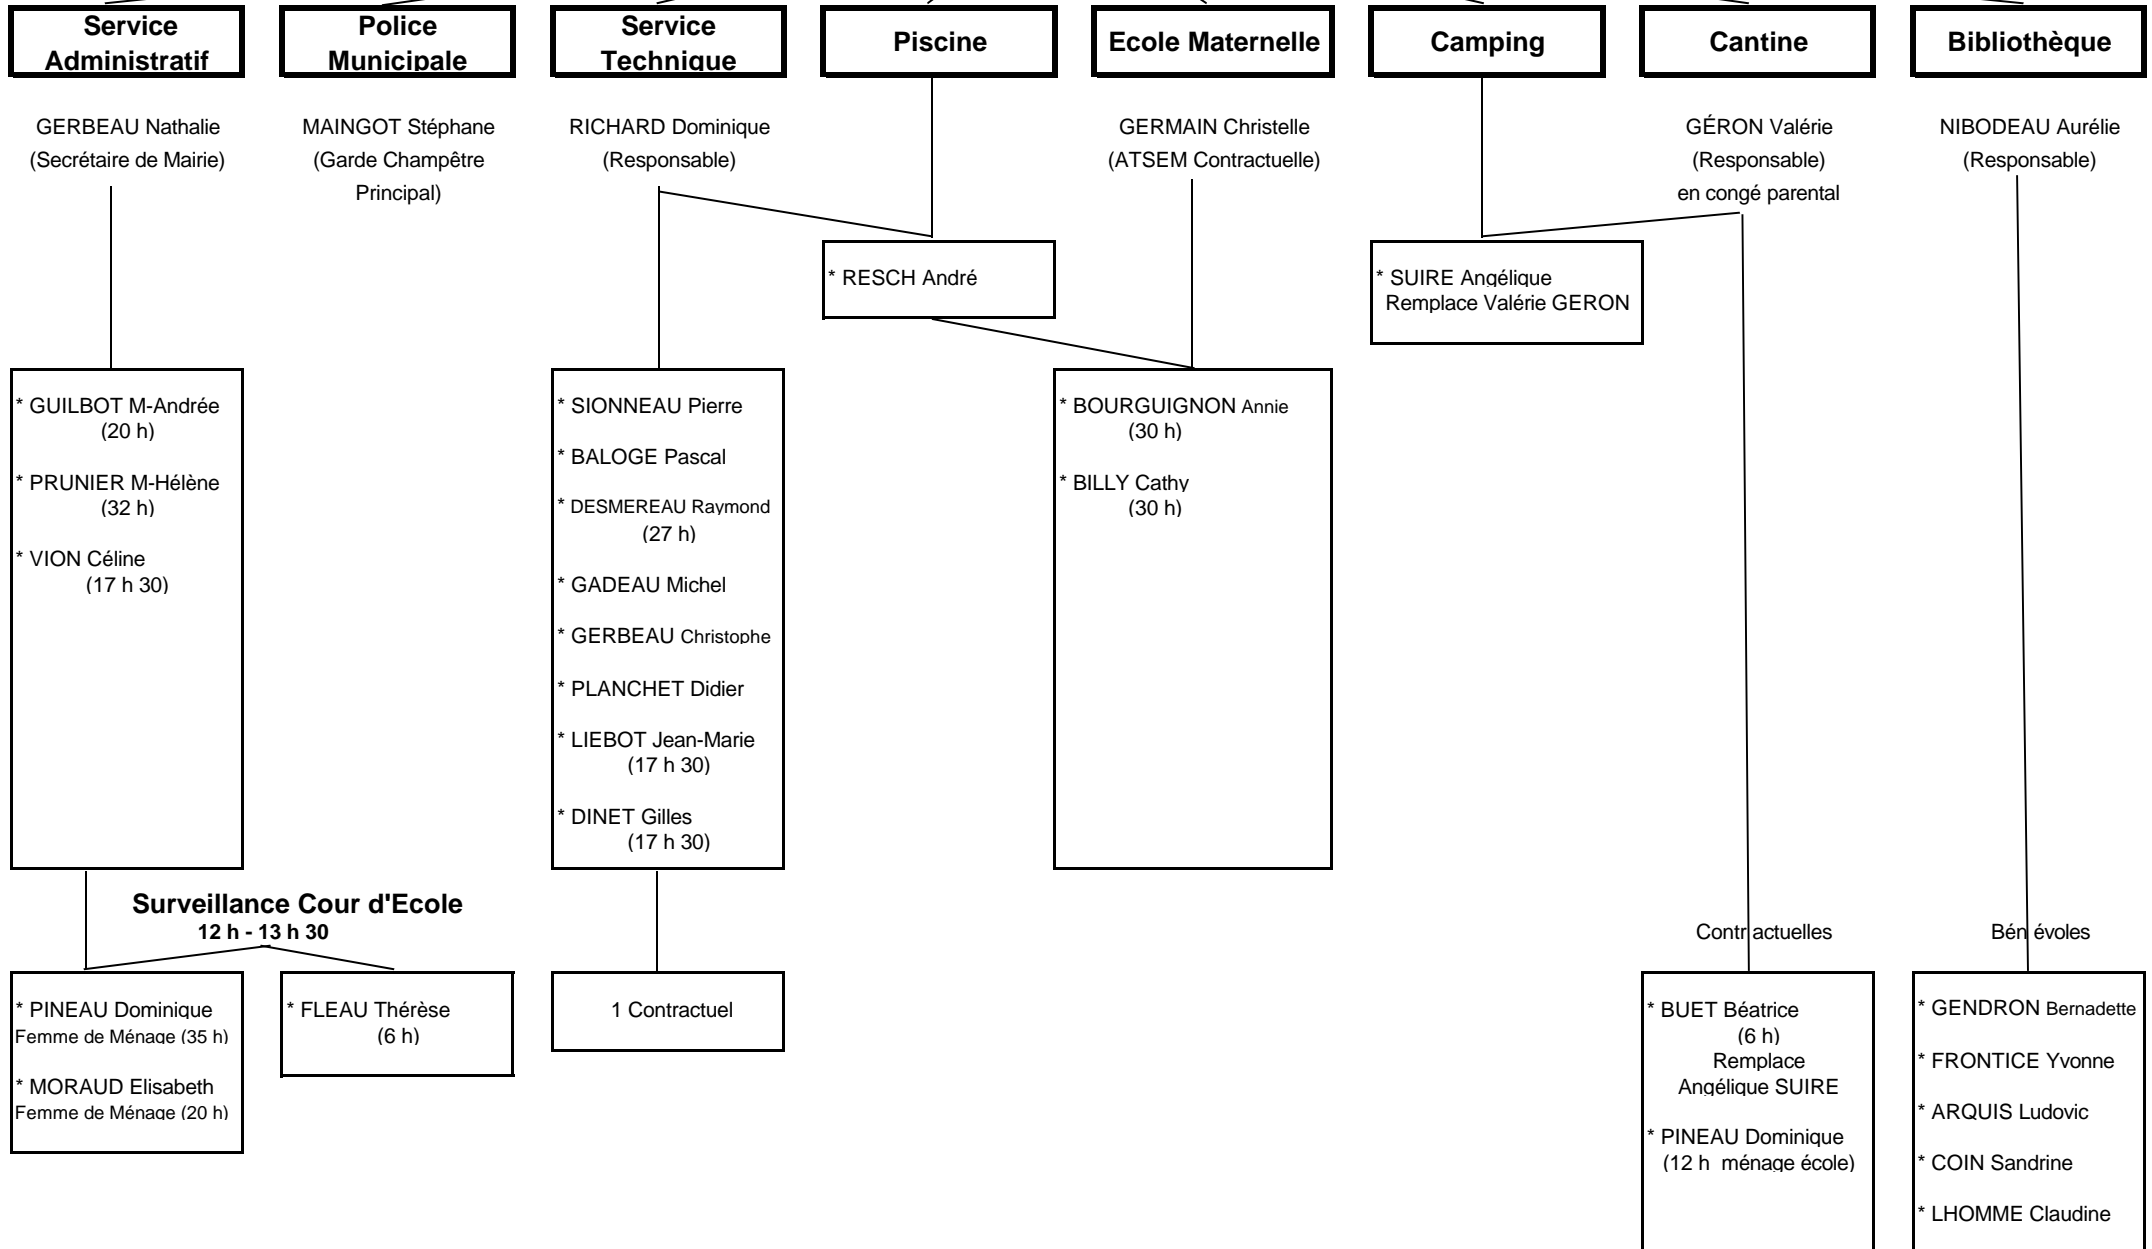 Service
Administratif
Police
Municipale
Service
Technique
Piscine
Ecole Maternelle
Camping
Cantine
Bibliothèque
GERBEAU Nathalie
(Secrétaire de Mairie)
MAINGOT Stéphane
(Garde Champêtre
Principal)
RICHARD Dominique
(Responsable)
GERMAIN Christelle
(ATSEM Contractuelle)
GÉRON Valérie
(Responsable)
en congé parental
NIBODEAU Aurélie
(Responsable)
* RESCH André
* SUIRE Angélique
Remplace Valérie GERON
* GUILBOT M-Andrée
(20 h)
* PRUNIER M-Hélène
(32 h)
* VION Céline
(17 h 30)
* SIONNEAU Pierre
* BALOGE Pascal
* DESMEREAU Raymond
(27 h)
* GADEAU Michel
* GERBEAU Christophe
* PLANCHET Didier
* LIEBOT Jean-Marie
(17 h 30)
* DINET Gilles
(17 h 30)
* BOURGUIGNON Annie
(30 h)
* BILLY Cathy
(30 h)
Surveillance Cour d'Ecole
12 h - 13 h 30
* PINEAU Dominique
Femme de Ménage (35 h)
* MORAUD Elisabeth
Femme de Ménage (20 h)
* FLEAU Thérèse
(6 h)
1 Contractuel
Contractuelles
* BUET Béatrice
(6 h)
Remplace
Angélique SUIRE
* PINEAU Dominique
(12 h ménage école)
Bénévoles
* GENDRON Bernadette
* FRONTICE Yvonne
* ARQUIS Ludovic
* COIN Sandrine
* LHOMME Claudine